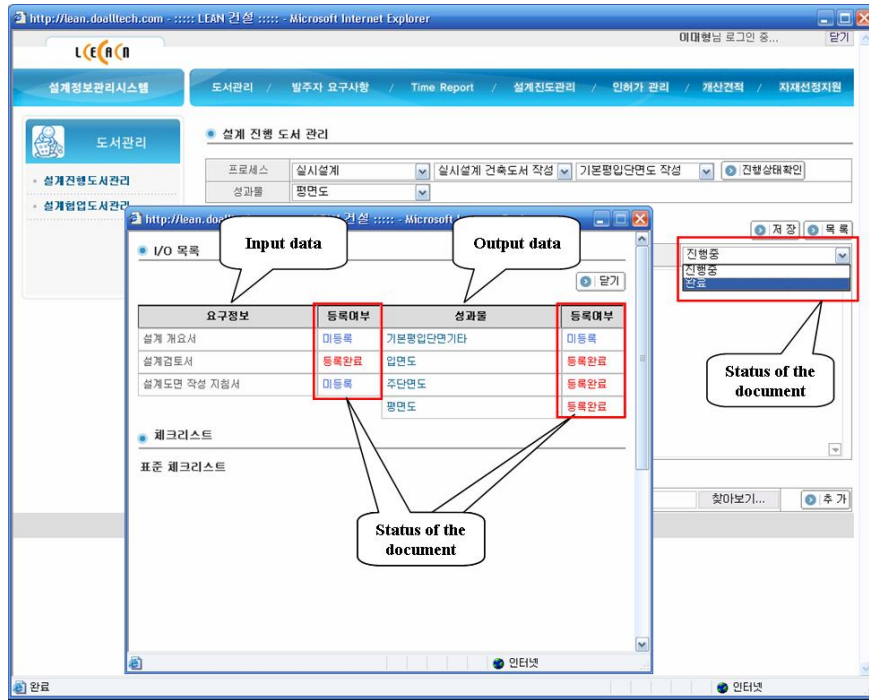 http://lean.doalltech.com - ::::: LEAN 건설 ::::: - Microsoft Internet Explorer
이대형님 로그인 중... 닫기
LEAN
설계정보관리시스템
도서관리 / 발주자 요구사항 / Time Report / 설계진도관리 / 인허가 관리 / 개산견적 / 자재선정지원
도서관리
설계진행도서관리
설계협업도서관리
설계 진행 도서 관리
프로세스 실시설계 실시설계 건축도서 작성 기본평입단면도 작성 진행상태확인
성과물 평면도
저 장 목 록
진행중
진행중
완료
Status of the
document
찾아보기... 추 가
I/O 목록
Input data
Output data
닫기
요구정보 등록여부 성과물 등록여부
설계 개요서 미등록 기본평입단면기타 미등록
설계검토서 등록완료 입면도 등록완료
설계도면 작성 지침서 미등록 주단면도 등록완료
평면도 등록완료
체크리스트
표준 체크리스트
Status of the
document
인터넷
완료 인터넷